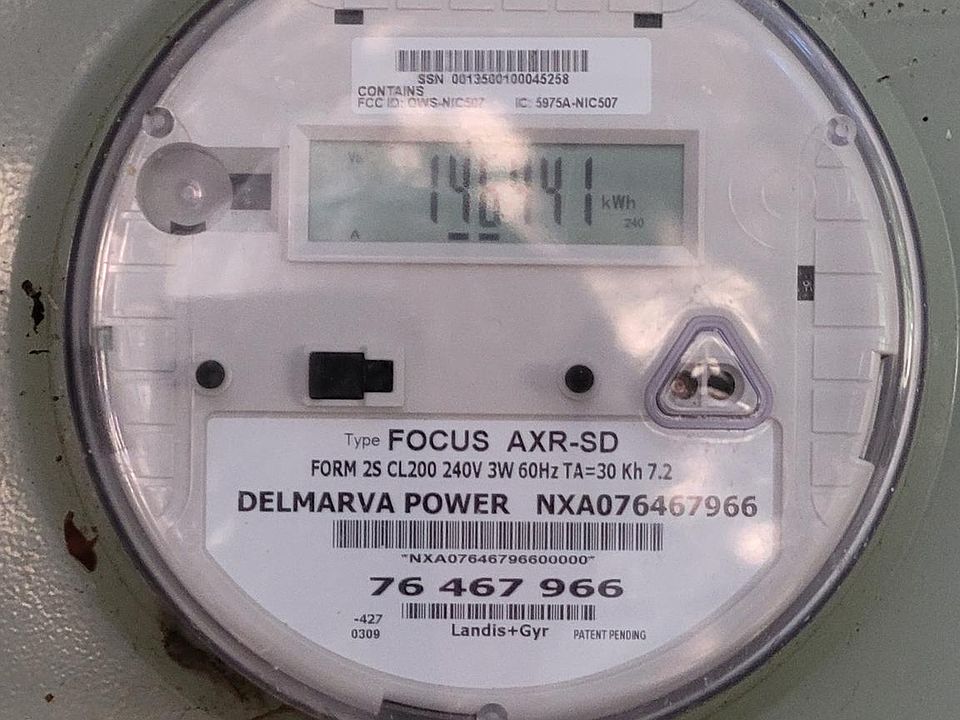 SSN 0013500100045258
CONTAINS
FCC ID: OWS-NIC507 IC: 5975A-NIC507
kWh
240
Type FOCUS AXR-SD
FORM 2S CL200 240V 3W 60Hz TA=30 Kh 7.2
DELMARVA POWER NXA076467966
"NXA07646796600000"
76 467 966
-427
0309
Landis+Gyr PATENT PENDING